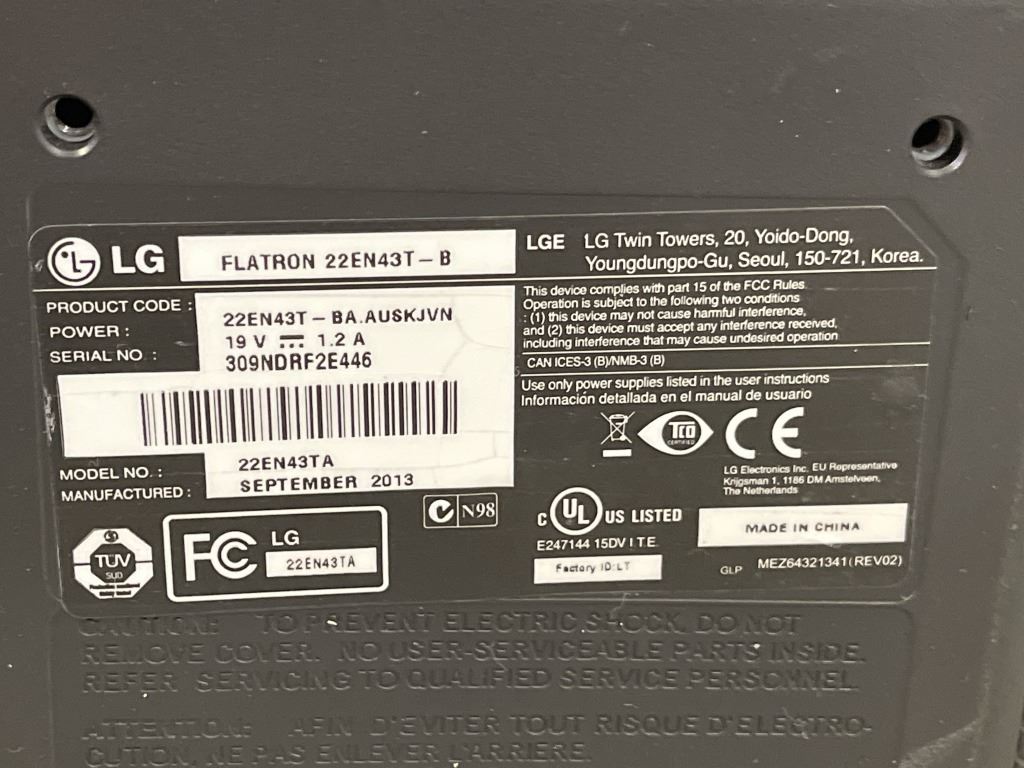 LG FLATRON 22EN43T-B
LGE LG Twin Towers, 20, Yoido-Dong,
Youngdungpo-Gu, Seoul, 150-721, Korea.
PRODUCT CODE : 22EN43T-BA.AUSKJVN
POWER : 19 V 1.2 A
SERIAL NO. : 309NDRF2E446
MODEL NO. : 22EN43TA
MANUFACTURED : SEPTEMBER 2013
This device complies with part 15 of the FCC Rules.
Operation is subject to the following two conditions
: (1) this device may not cause harmful interference,
and (2) this device must accept any interference received,
including interference that may cause undesired operation
CAN ICES-3 (B)/NMB-3 (B)
Use only power supplies listed in the user instructions
Información detallada en el manual de usuario
TCO
CERTIFIED
CE
LG Electronics Inc. EU Representative
Krijgsman 1, 1186 DM Amstelveen,
The Netherlands
N98
TUV
SUD
FC LG
22EN43TA
C UL US LISTED
E247144 15DV I T E
Factory ID:LT
MADE IN CHINA
GLP MEZ64321341(REV02)
CAUTION: TO PREVENT ELECTRIC SHOCK, DO NOT
REMOVE COVER. NO USER-SERVICEABLE PARTS INSIDE.
REFER SERVICING TO QUALIFIED SERVICE PERSONNEL
ATTENTION: AFIN D'EVITER TOUT RISQUE D'ELECTRO-
CUTION, NE PAS ENLEVER L'ARRIERE.